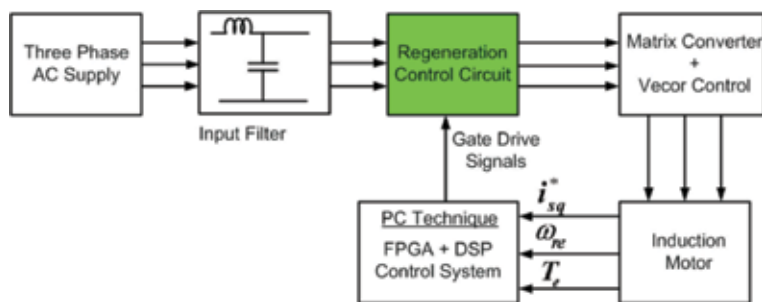 Three Phase
AC Supply
Input Filter
Regeneration
Control Circuit
Matrix Converter
+
Vecor Control
Gate Drive
Signals
PC Technique
FPGA + DSP
Control System
i*sq
ωre
Te
Induction
Motor